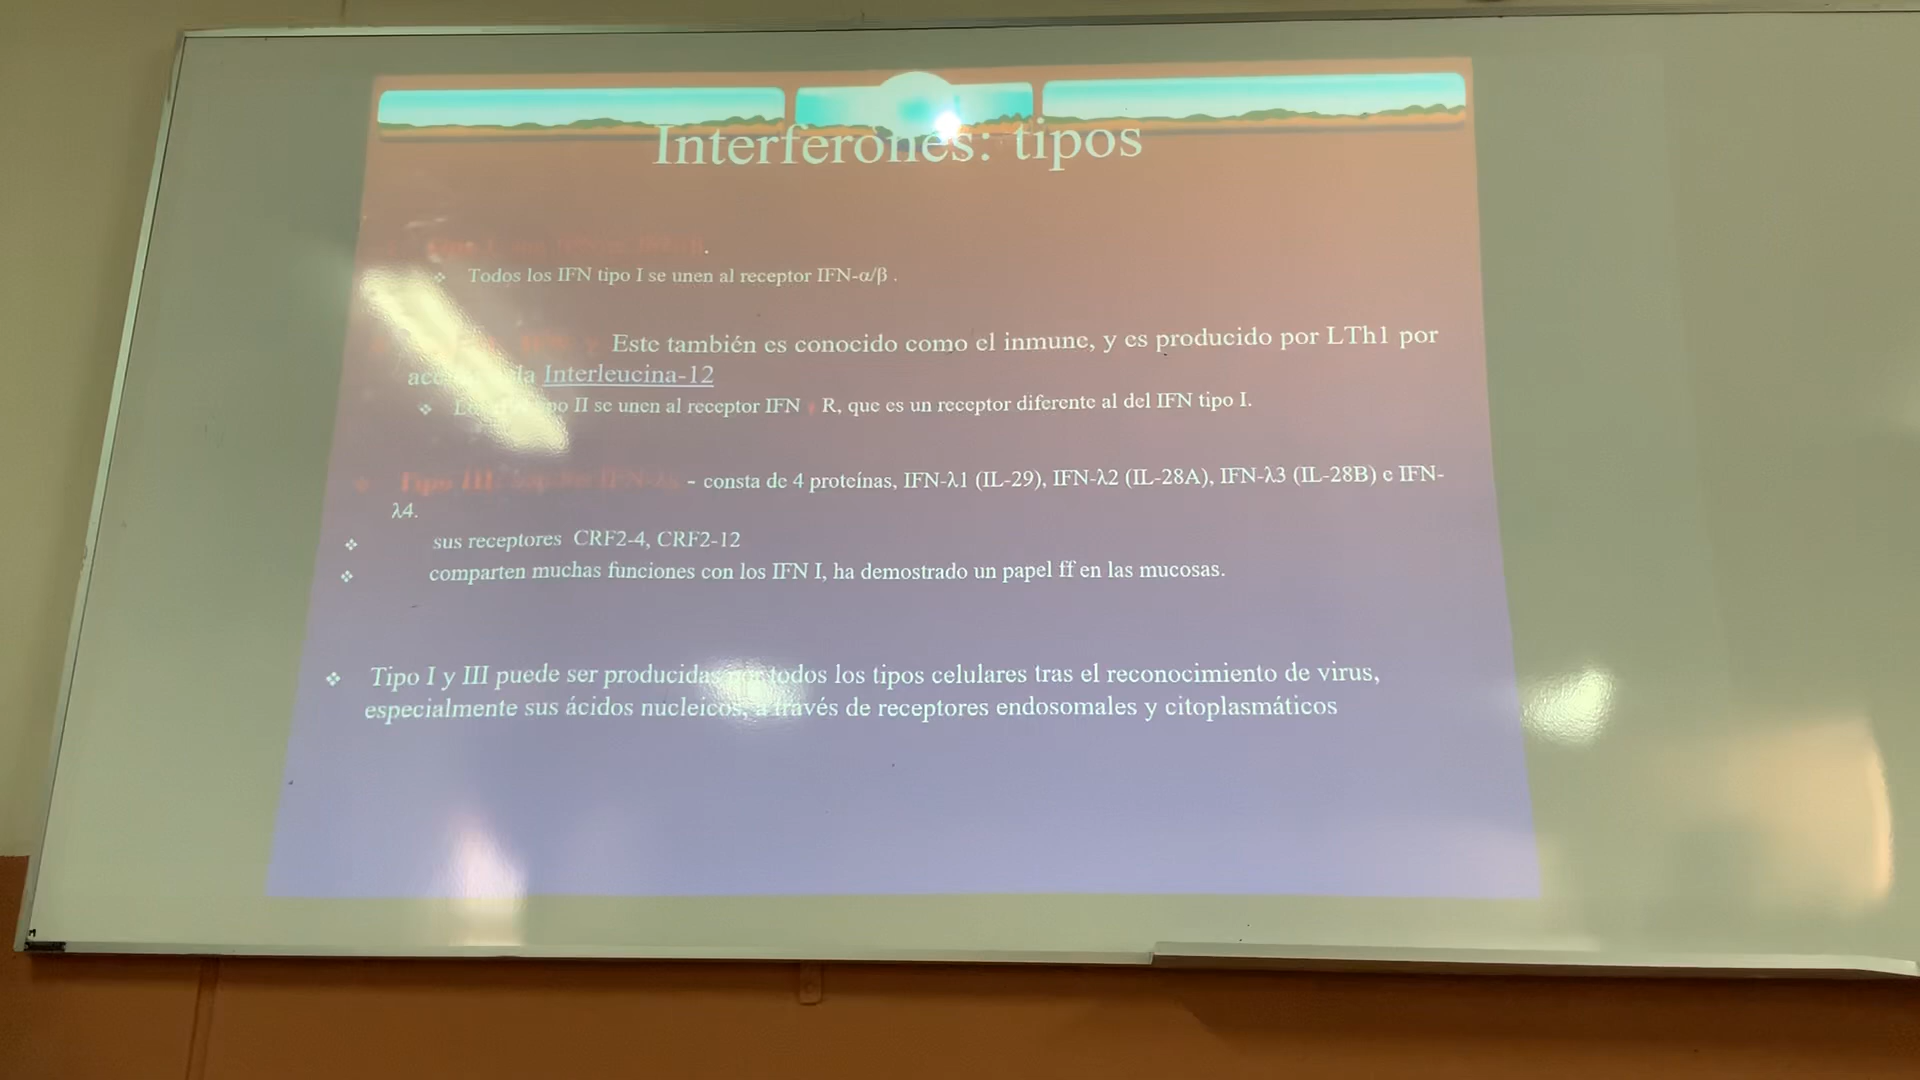 Interferones: tipos
Todos los IFN tipo I se unen al receptor IFN-α/β .
Este también es conocido como el inmune, y es producido por LTh1 por
la Interleucina-12
II se unen al receptor IFN R, que es un receptor diferente al del IFN tipo I.
Tipo III: - consta de 4 proteínas, IFN-λ1 (IL-29), IFN-λ2 (IL-28A), IFN-λ3 (IL-28B) e IFN-
λ4.
sus receptores CRF2-4, CRF2-12
comparten muchas funciones con los IFN I, ha demostrado un papel ff en las mucosas.
Tipo I y III puede ser producidas por todos los tipos celulares tras el reconocimiento de virus,
especialmente sus ácidos nucleicos, a través de receptores endosomales y citoplasmáticos